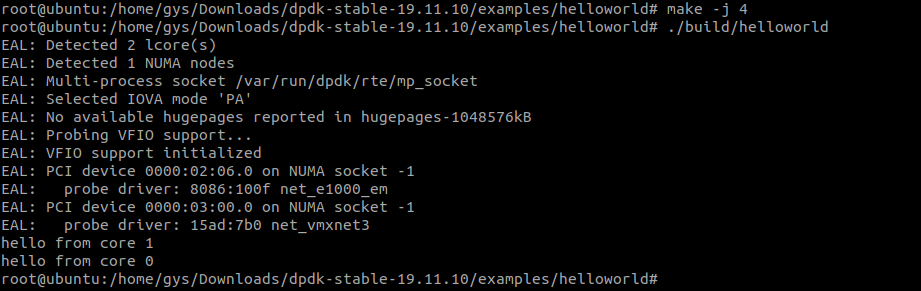 root@ubuntu:/home/gys/Downloads/dpdk-stable-19.11.10/examples/helloworld# make -j 4
root@ubuntu:/home/gys/Downloads/dpdk-stable-19.11.10/examples/helloworld# ./build/helloworld
EAL: Detected 2 lcore(s)
EAL: Detected 1 NUMA nodes
EAL: Multi-process socket /var/run/dpdk/rte/mp_socket
EAL: Selected IOVA mode 'PA'
EAL: No available hugepages reported in hugepages-1048576kB
EAL: Probing VFIO support...
EAL: VFIO support initialized
EAL: PCI device 0000:02:06.0 on NUMA socket -1
EAL:   probe driver: 8086:100f net_e1000_em
EAL: PCI device 0000:03:00.0 on NUMA socket -1
EAL:   probe driver: 15ad:7b0 net_vmxnet3
hello from core 1
hello from core 0
root@ubuntu:/home/gys/Downloads/dpdk-stable-19.11.10/examples/helloworld#